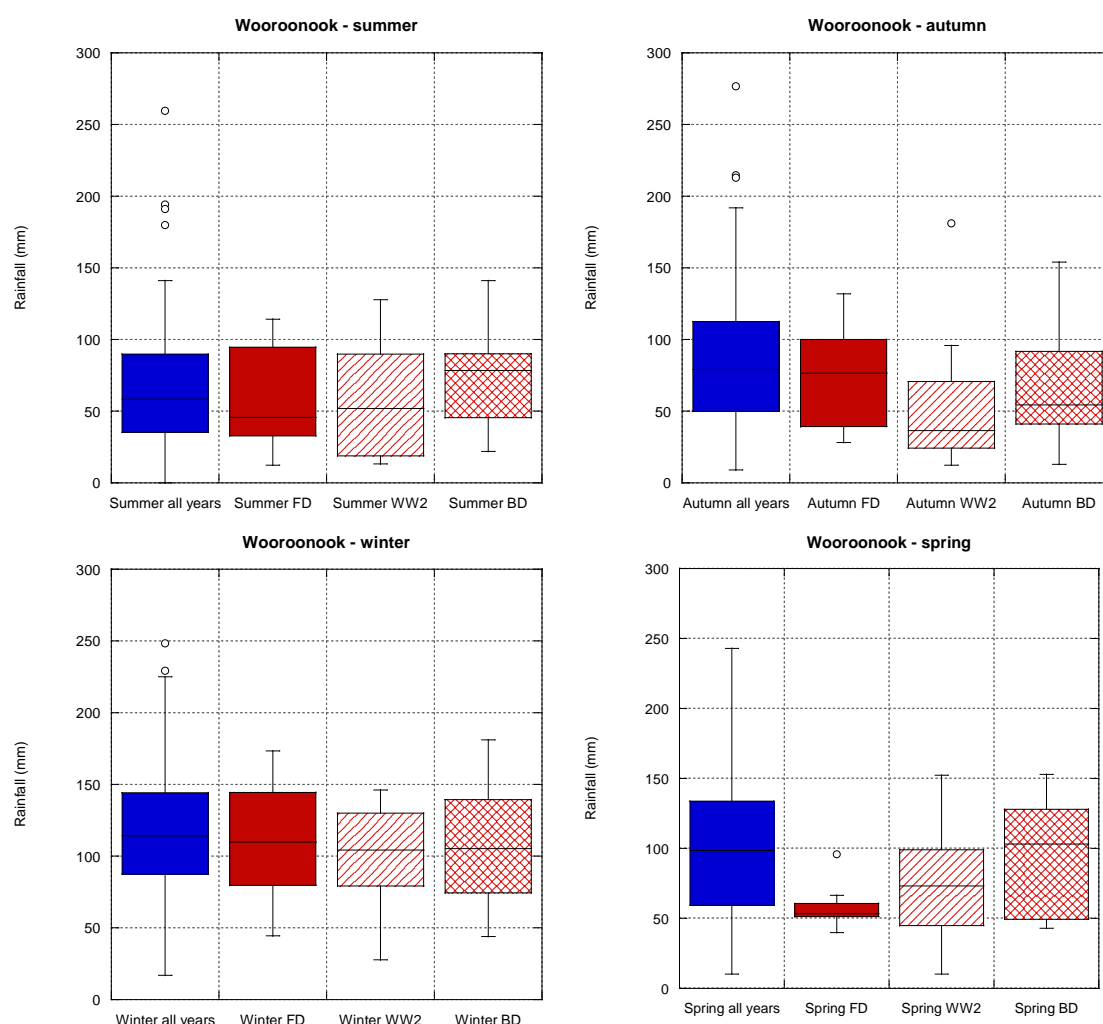 Wooroonook - summer
300
250
200
150
100
50
0
Rainfall (mm)
Summer all years Summer FD Summer WW2 Summer BD
Wooroonook - autumn
300
250
200
150
100
50
0
Rainfall (mm)
Autumn all years Autumn FD Autumn WW2 Autumn BD
Wooroonook - winter
300
250
200
150
100
50
0
Rainfall (mm)
Winter all years Winter FD Winter WW2 Winter BD
Wooroonook - spring
300
250
200
150
100
50
0
Rainfall (mm)
Spring all years Spring FD Spring WW2 Spring BD